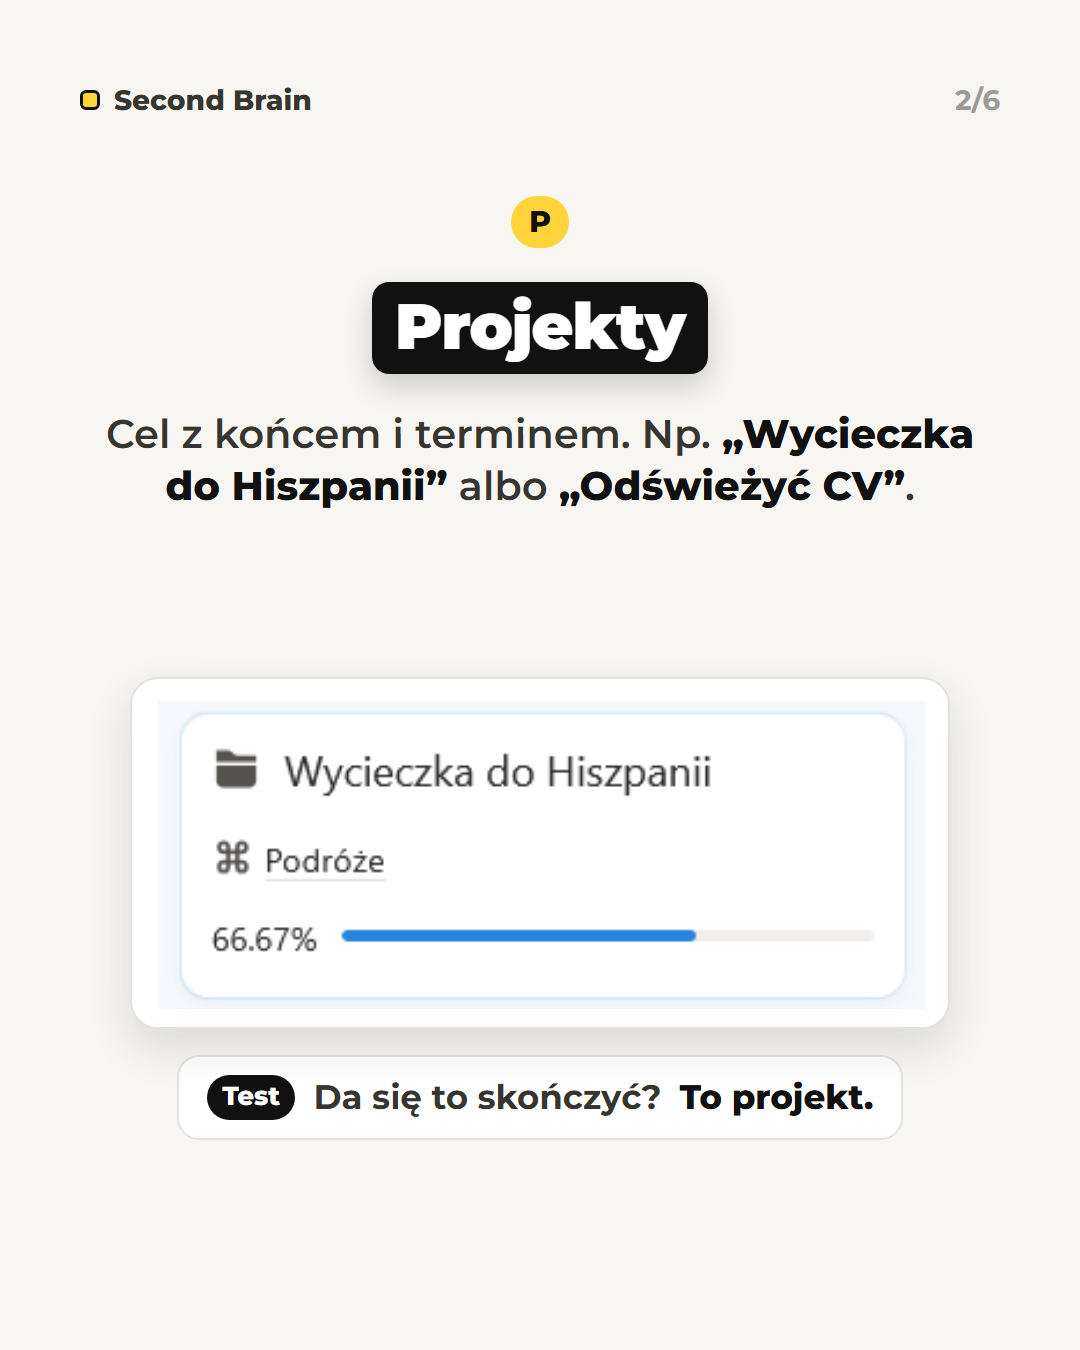 Second Brain
2/6
P
Projekty
Cel z końcem i terminem. Np. „Wycieczka
do Hiszpanii” albo „Odświeżyć CV”.
Wycieczka do Hiszpanii
⌘ Podróże
66.67%
Test Da się to skończyć? To projekt.